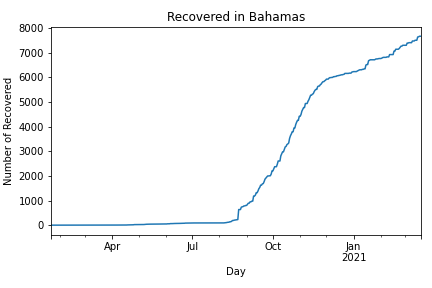 Recovered in Bahamas
Number of Recovered
8000
7000
6000
5000
4000
3000
2000
1000
0
Apr
Jul
Oct
Jan
2021
Day